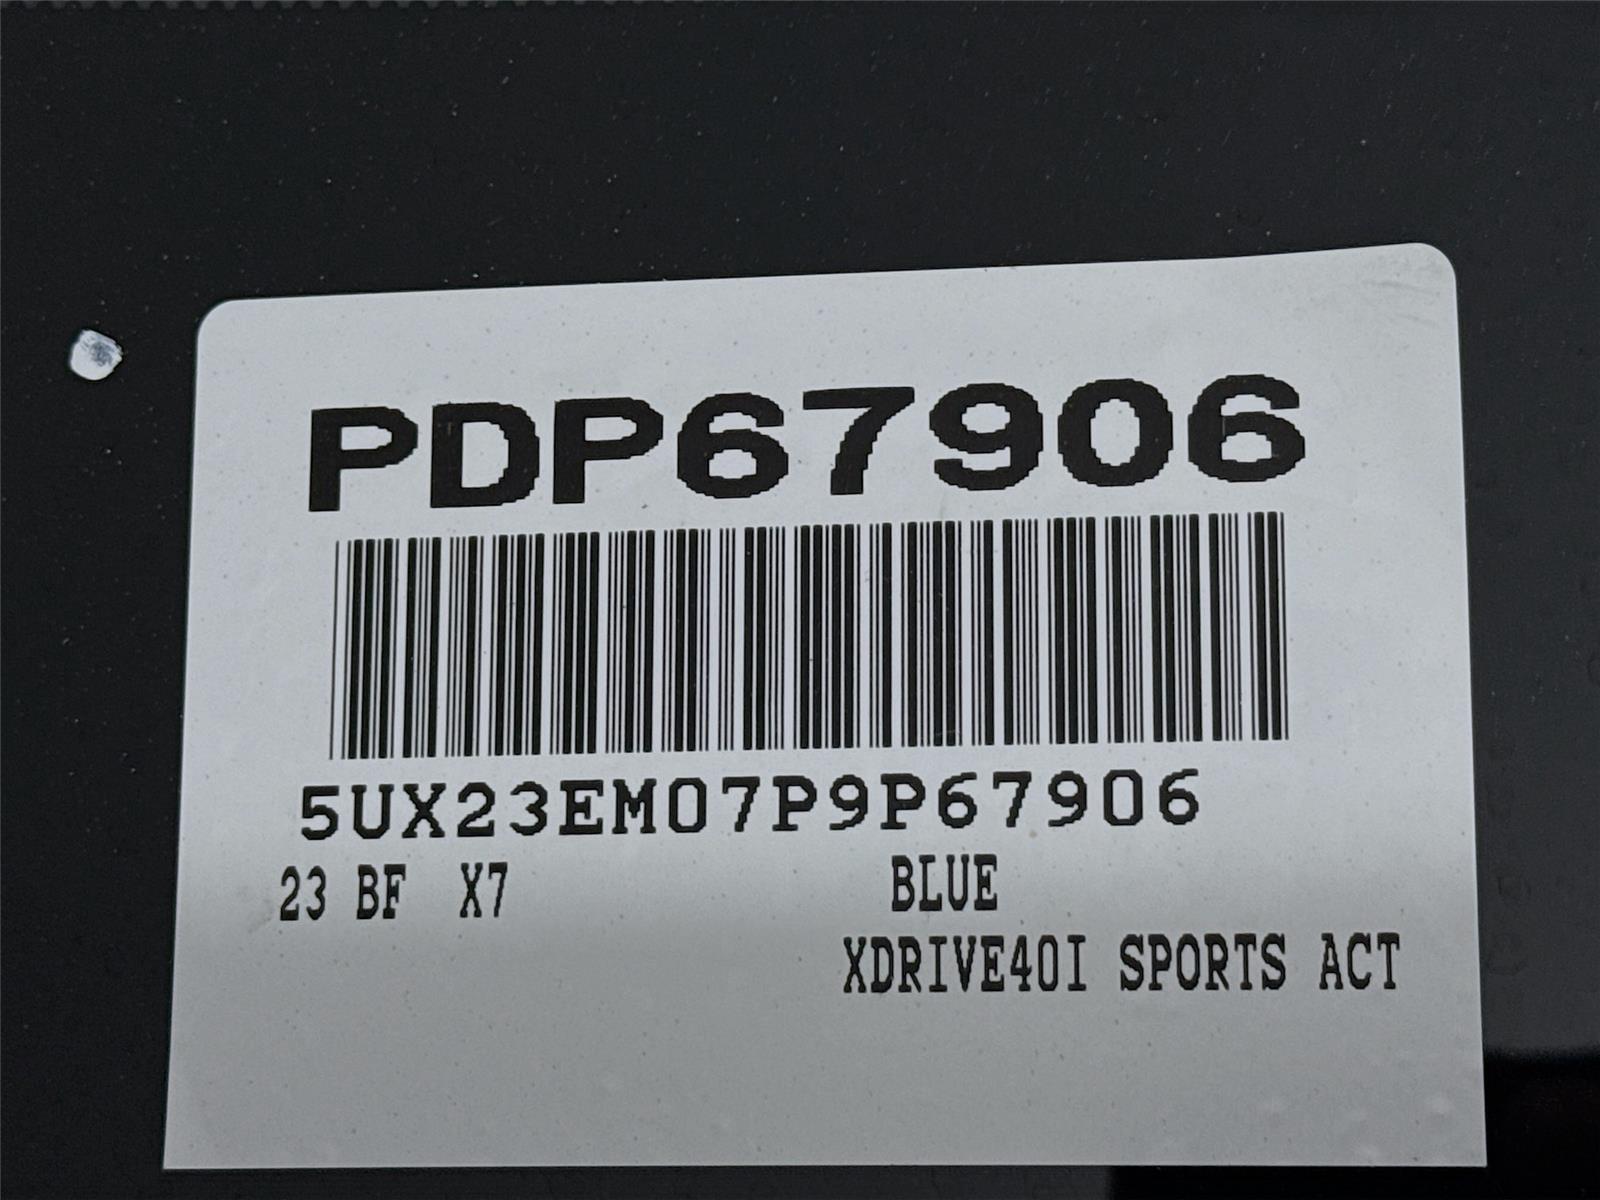 PDP67906
5UX23EM07P9P67906
23 BF X7 BLUE
XDRIVE40I SPORTS ACT